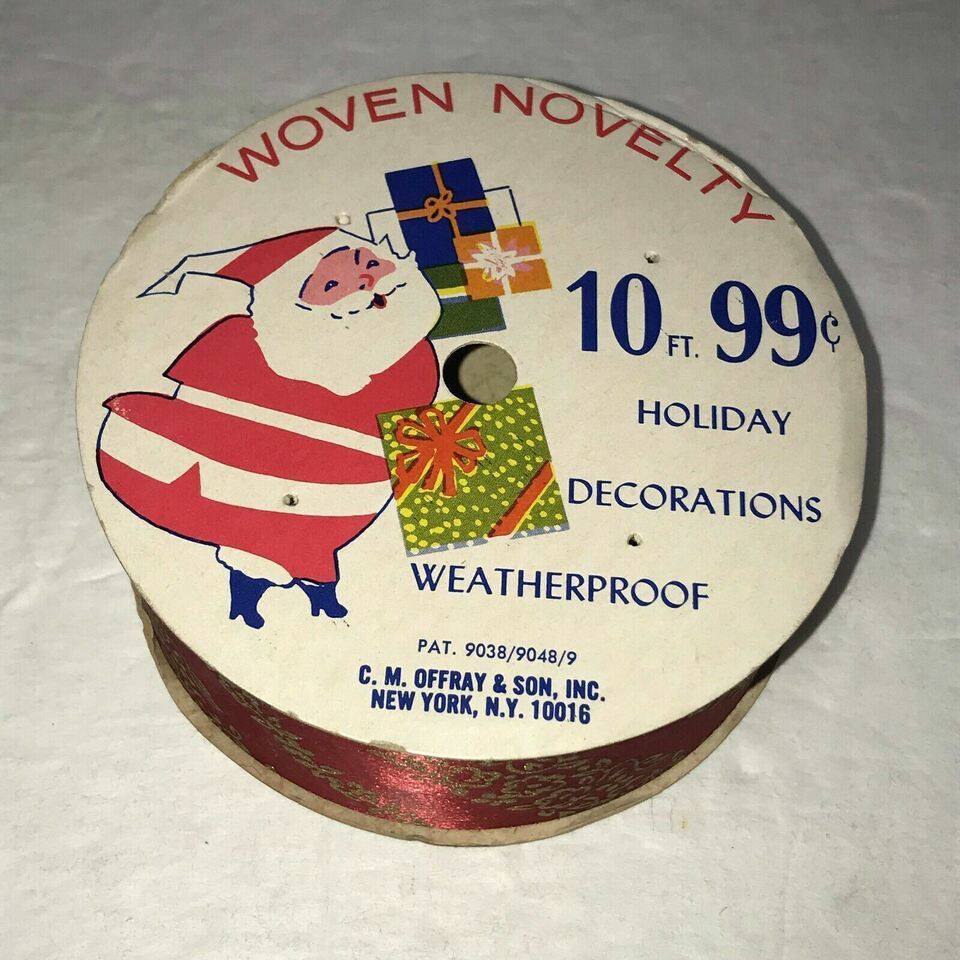 WOVEN NOVELTY
10 FT. 99¢
HOLIDAY
DECORATIONS
WEATHERPROOF
PAT. 9038/9048/9
C. M. OFFRAY & SON, INC.
NEW YORK, N.Y. 10016